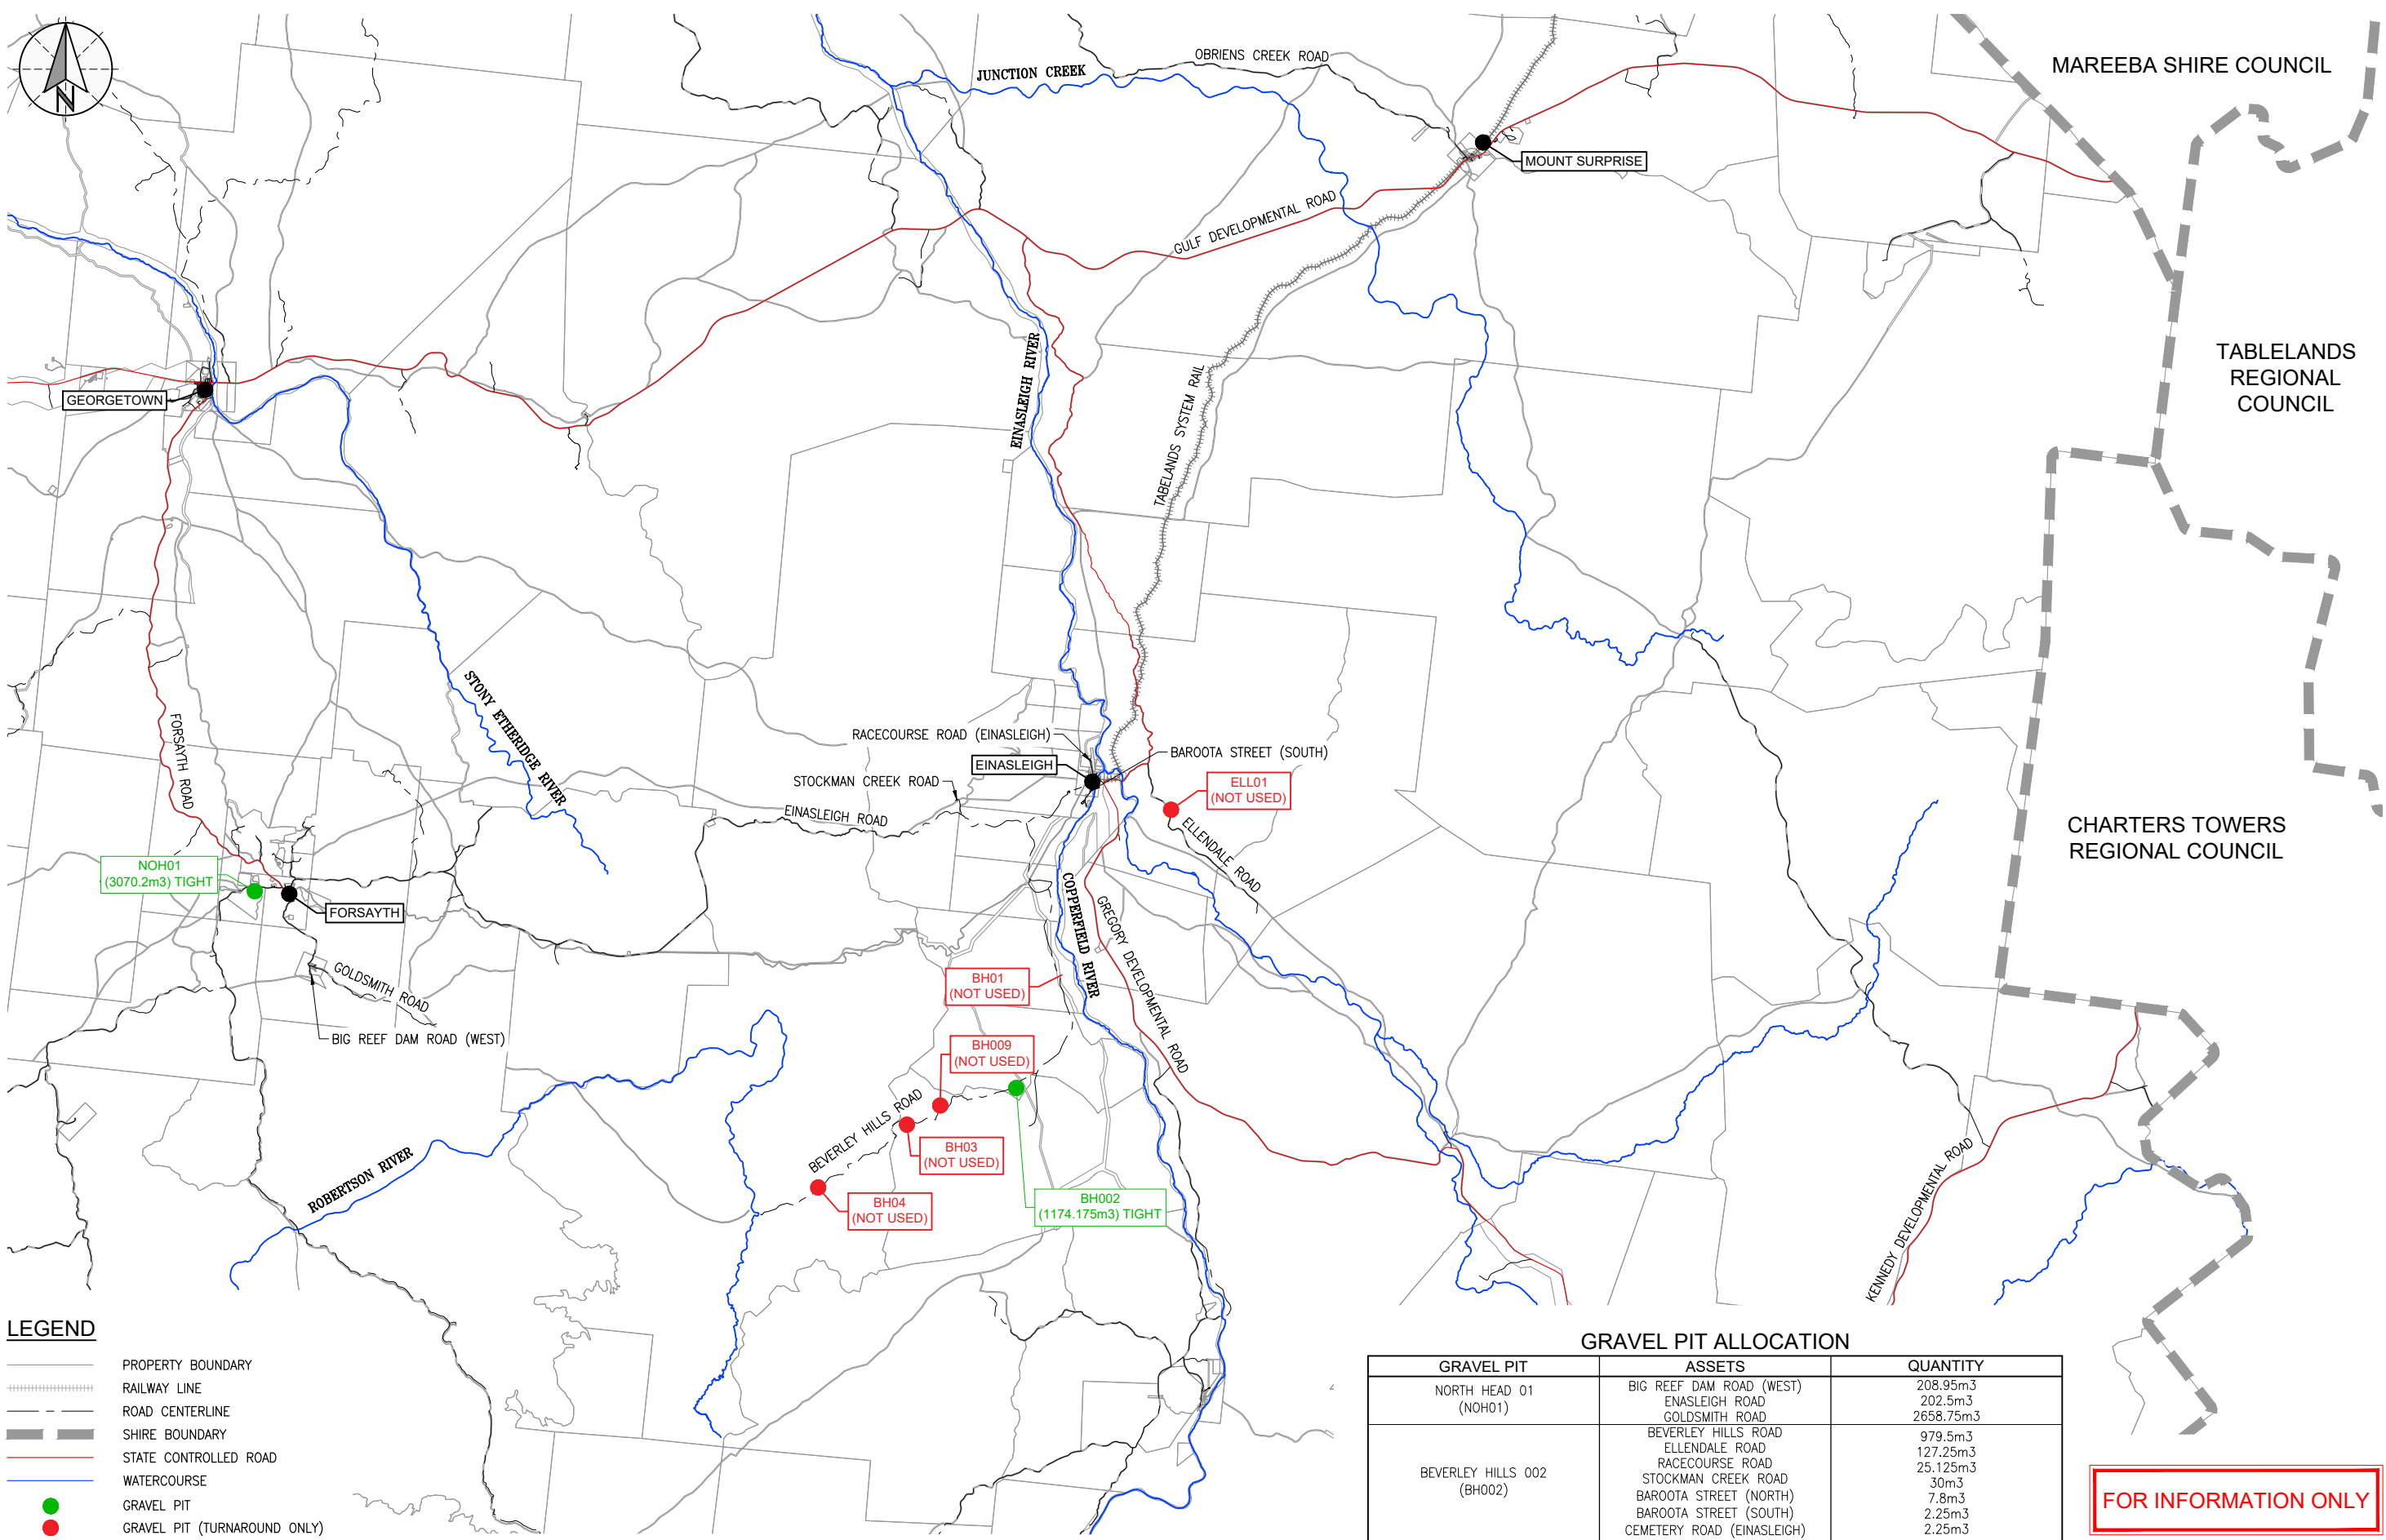 N
MAREEBA SHIRE COUNCIL
OBRIENS CREEK ROAD
JUNCTION CREEK
MOUNT SURPRISE
GULF DEVELOPMENTAL ROAD
TABLELANDS
REGIONAL
COUNCIL
EINASLEIGH RIVER
TABELANDS SYSTEM RAIL
GEORGETOWN
STONY ETHERIDGE RIVER
FORSAYTH ROAD
RACECOURSE ROAD (EINASLEIGH)
BAROOTA STREET (SOUTH)
EINASLEIGH
STOCKMAN CREEK ROAD
ELL01
(NOT USED)
EINASLEIGH ROAD
ELLENDALE ROAD
CHARTERS TOWERS
REGIONAL COUNCIL
NOH01
(3070.2m3) TIGHT
FORSAYTH
COPPERFIELD RIVER
GREGORY DEVELOPMENTAL ROAD
GOLDSMITH ROAD
BH01
(NOT USED)
BIG REEF DAM ROAD (WEST)
BH009
(NOT USED)
BEVERLEY HILLS ROAD
BH03
(NOT USED)
ROBERTSON RIVER
BH04
(NOT USED)
BH002
(1174.175m3) TIGHT
KENNEDY DEVELOPMENTAL ROAD
LEGEND
PROPERTY BOUNDARY
RAILWAY LINE
ROAD CENTERLINE
SHIRE BOUNDARY
STATE CONTROLLED ROAD
WATERCOURSE
GRAVEL PIT
GRAVEL PIT (TURNAROUND ONLY)
GRAVEL PIT ALLOCATION
GRAVEL PIT ASSETS QUANTITY
NORTH HEAD 01
(NOH01)
BIG REEF DAM ROAD (WEST) 208.95m3
ENASLEIGH ROAD 202.5m3
GOLDSMITH ROAD 2658.75m3
BEVERLEY HILLS 002
(BH002)
BEVERLEY HILLS ROAD 979.5m3
ELLENDALE ROAD 127.25m3
RACECOURSE ROAD 25.125m3
STOCKMAN CREEK ROAD 30m3
BAROOTA STREET (NORTH) 7.8m3
BAROOTA STREET (SOUTH) 2.25m3
CEMETERY ROAD (EINASLEIGH) 2.25m3
FOR INFORMATION ONLY